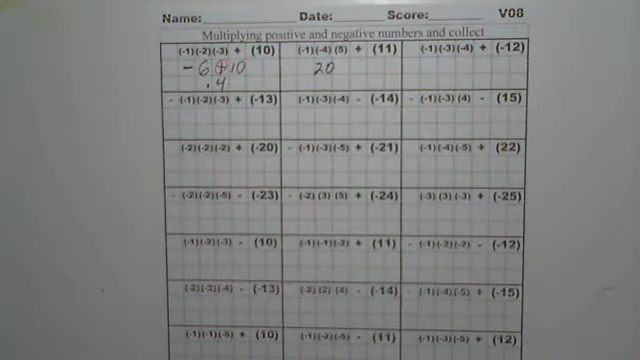 Name: Date: Score: V08
Multiplying positive and negative numbers and collect
(-1)(-2)(-3) + (10) (-1)(-4)(5) + (11) (-1)(-3)(-4) + (-12)
-6+10 20
.4
- (-1)(-2)(-3) + (-13) (-1)(-3)(-4) - (-14) - (-1)(-3)(4) - (15)
(-2)(-2)(-2) + (-20) - (-1)(-3)(-5) + (-21) (-1)(-4)(-5) + (22)
- (-2)(-2)(-5) - (-23) - (-2)(3)(5) + (-24) (-3)(3)(-3) + (-25)
(-1)(-2)(-3) - (10) (-1)(-1)(-2) + (11) - (-1)(-2)(-2) - (-12)
(-2)(-3)(-4) - (-13) (-2)(2)(4) - (-14) - (-1)(-4)(-5) + (-15)
(-1)(-1)(-5) + (10) (-1)(-2)(-5) - (11) (-1)(-3)(-5) + (12)